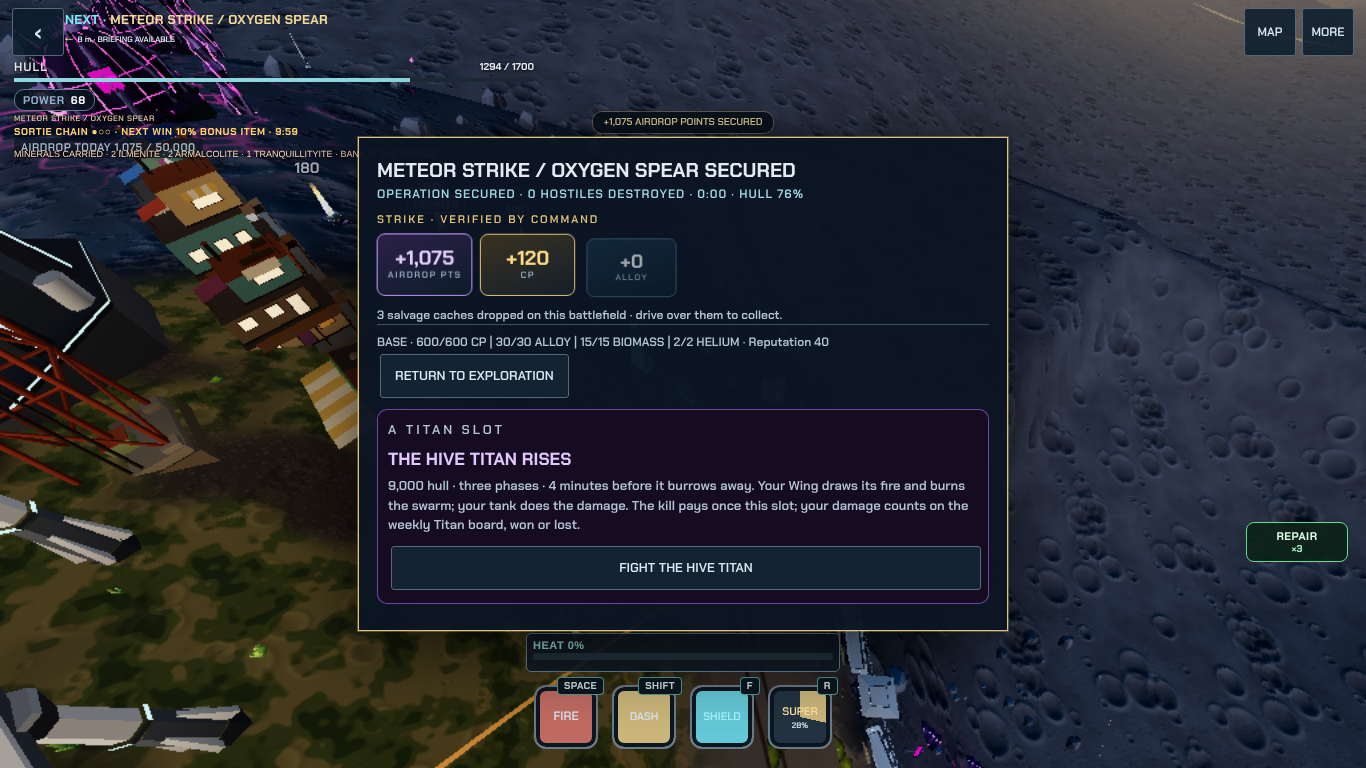 ‹
NEXT · METEOR STRIKE / OXYGEN SPEAR
8 m · BRIEFING AVAILABLE
MAP
MORE
HULL
1294 / 1700
POWER 68
METEOR STRIKE / OXYGEN SPEAR
SORTIE CHAIN ●○○ · NEXT WIN 10% BONUS ITEM · 9:59
AIRDROP TODAY 1,075 / 50,000
MINERALS CARRIED · 2 ILMENITE · 2 ARMALCOLITE · 1 TRANQUILLITYITE ·
180
+1,075 AIRDROP POINTS SECURED
METEOR STRIKE / OXYGEN SPEAR SECURED
OPERATION SECURED · 0 HOSTILES DESTROYED · 0:00 · HULL 76%
STRIKE · VERIFIED BY COMMAND
+1,075
AIRDROP PTS
+120
CP
+0
ALLOY
3 salvage caches dropped on this battlefield · drive over them to collect.
BASE · 600/600 CP | 30/30 ALLOY | 15/15 BIOMASS | 2/2 HELIUM · Reputation 40
RETURN TO EXPLORATION
A TITAN SLOT
THE HIVE TITAN RISES
9,000 hull · three phases · 4 minutes before it burrows away. Your Wing draws its fire and burns
the swarm; your tank does the damage. The kill pays once this slot; your damage counts on the
weekly Titan board, won or lost.
FIGHT THE HIVE TITAN
REPAIR
×3
HEAT 0%
SPACE
FIRE
SHIFT
DASH
F
SHIELD
R
SUPER
28%